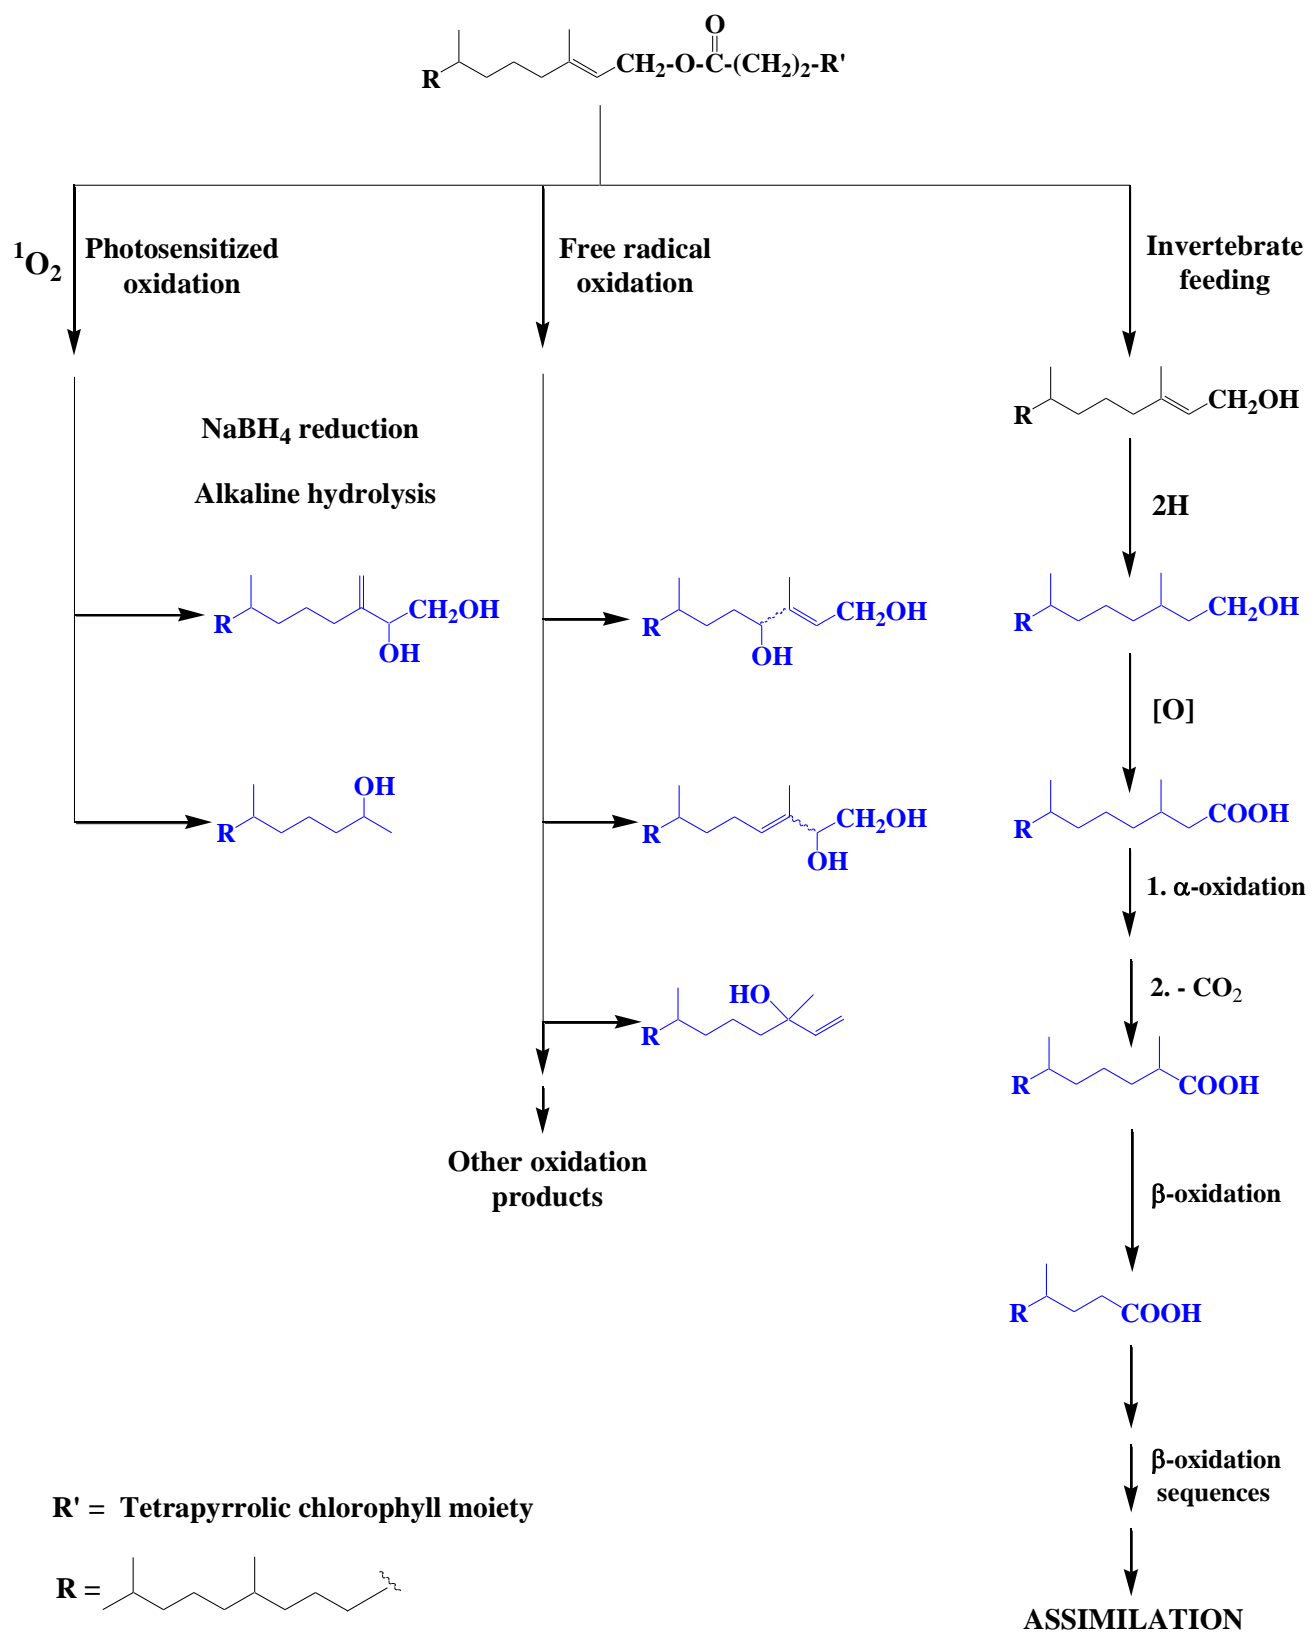 O
R
CH2-O-C-(CH2)2-R'
1O2
Photosensitized
oxidation
Free radical
oxidation
Invertebrate
feeding
R
CH2OH
NaBH4 reduction
Alkaline hydrolysis
2H
R
CH2OH
OH
R
CH2OH
OH
R
CH2OH
[O]
OH
R
R
CH2OH
OH
R
COOH
1. α-oxidation
2. - CO2
HO
R
R
COOH
Other oxidation
products
β-oxidation
R
COOH
β-oxidation
sequences
R' = Tetrapyrrolic chlorophyll moiety
R =
ASSIMILATION